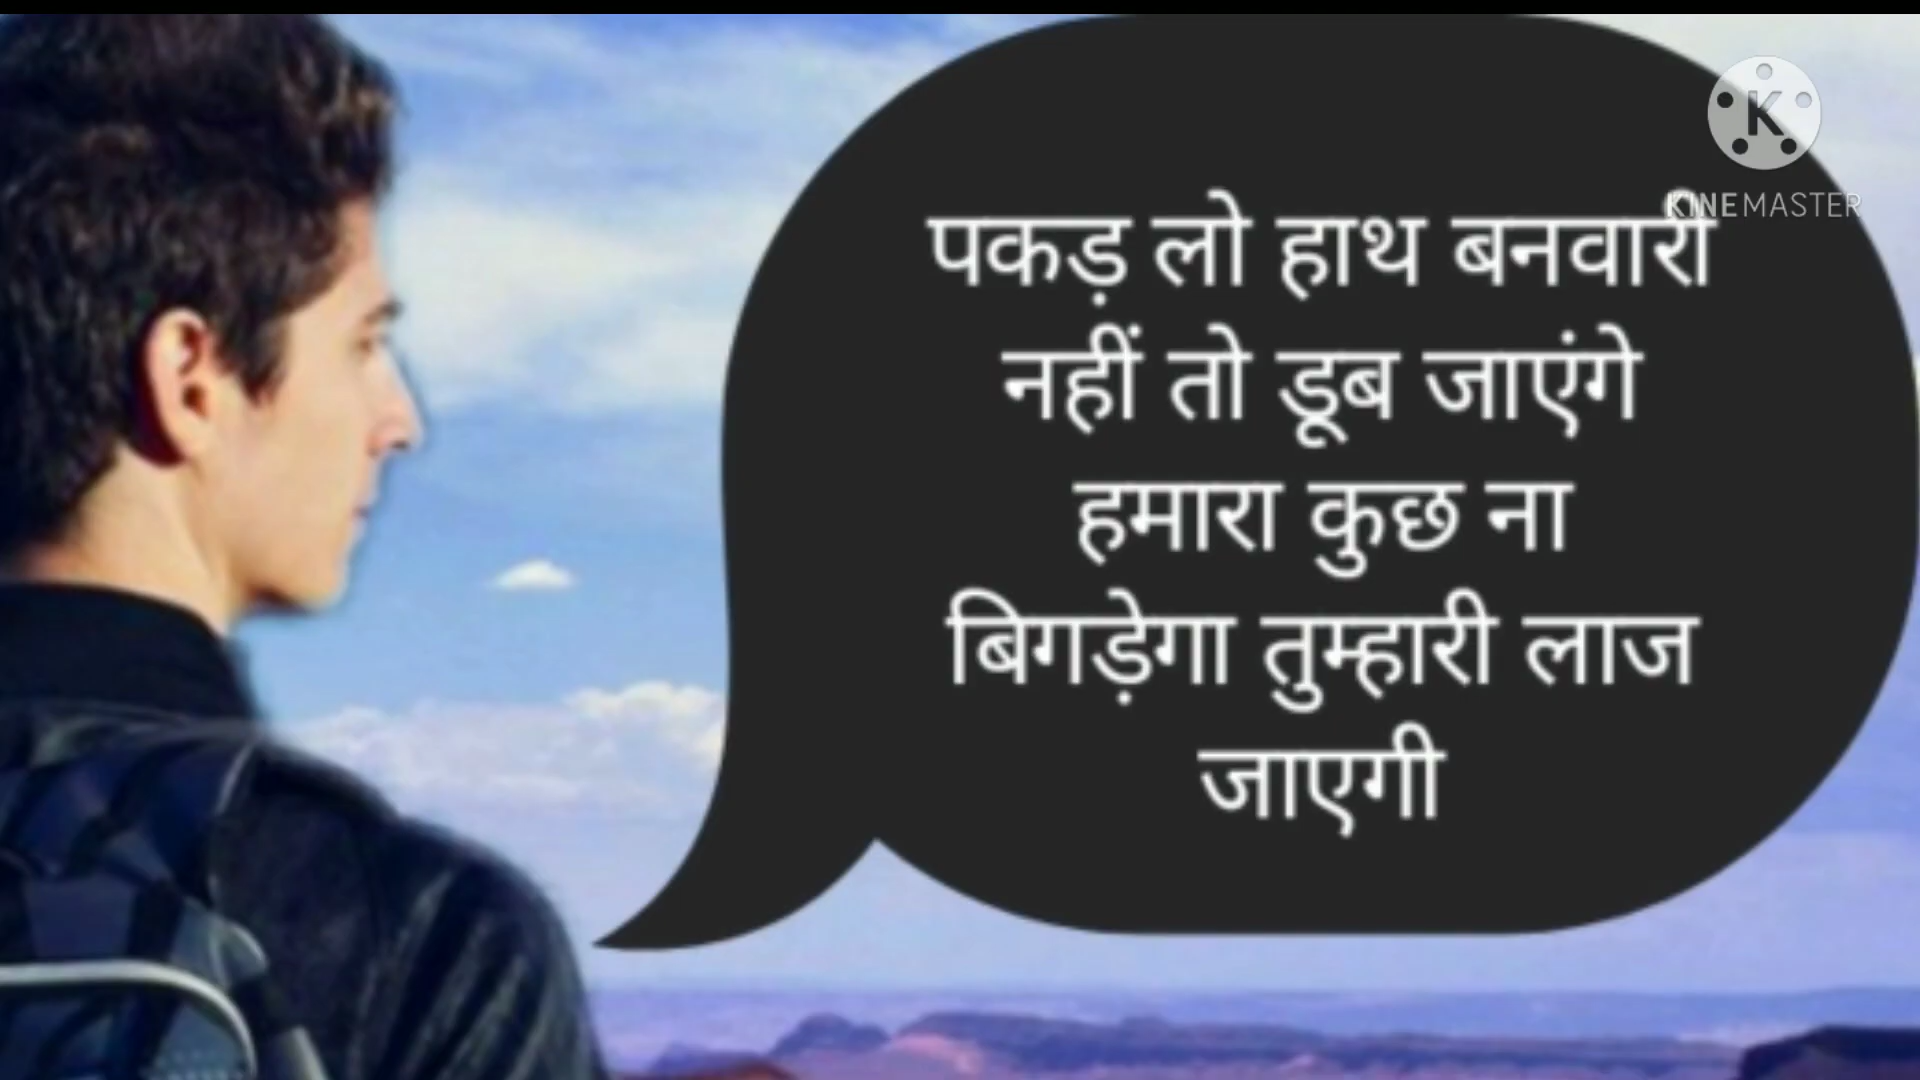 K
KINEMASTER
पकड़ लो हाथ बनवारी
नहीं तो डूब जाएंगे
हमारा कुछ ना
बिगड़ेगा तुम्हारी लाज
जाएगी